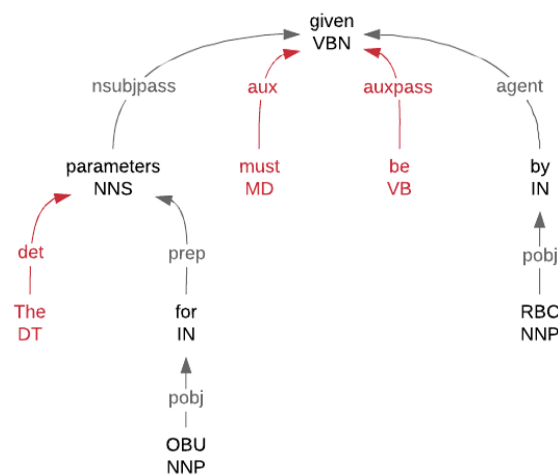 given
VBN
nsubjpass
aux
auxpass
agent
parameters
NNS
must
MD
be
VB
by
IN
det
prep
pobj
The
DT
for
IN
RBC
NNP
pobj
OBU
NNP